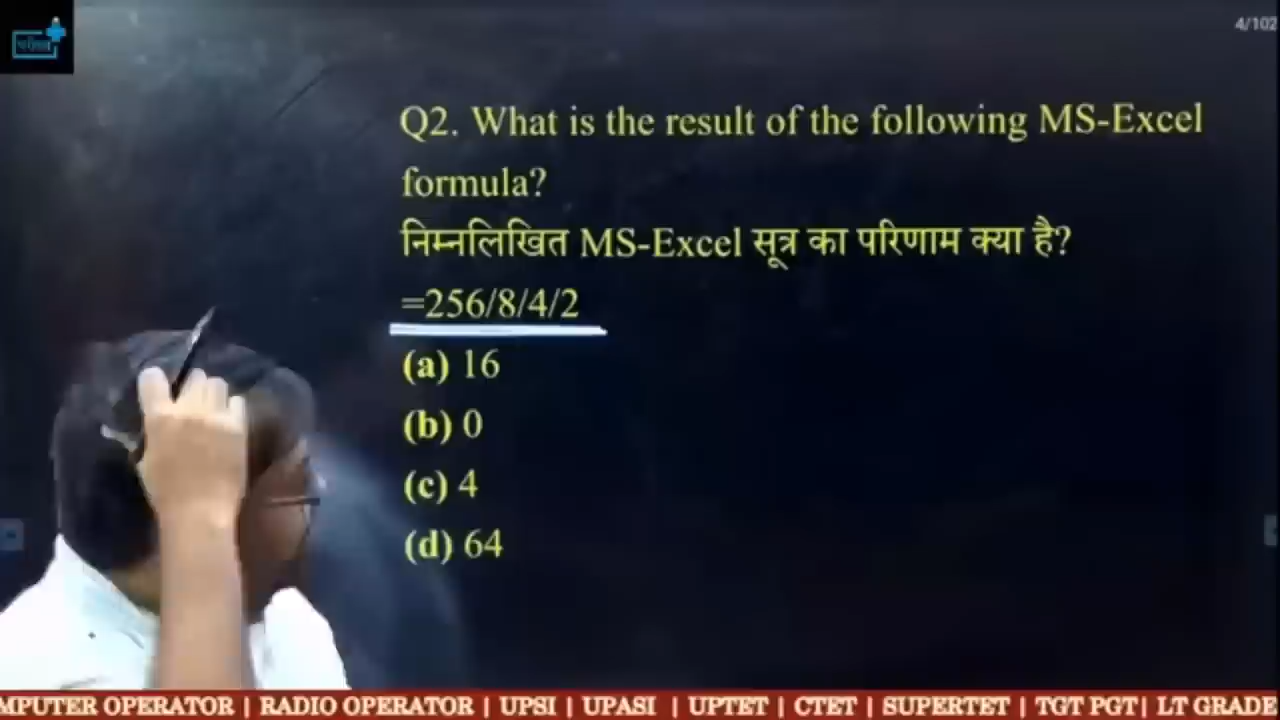 4/102
Q2. What is the result of the following MS-Excel
formula?
निम्नलिखित MS-Excel सूत्र का परिणाम क्या है?
=256/8/4/2
(a) 16
(b) 0
(c) 4
(d) 64
MPUTER OPERATOR | RADIO OPERATOR | UPSI | UPASI | UPTET | CTET | SUPERTET | TGT PGT| LT GRADE